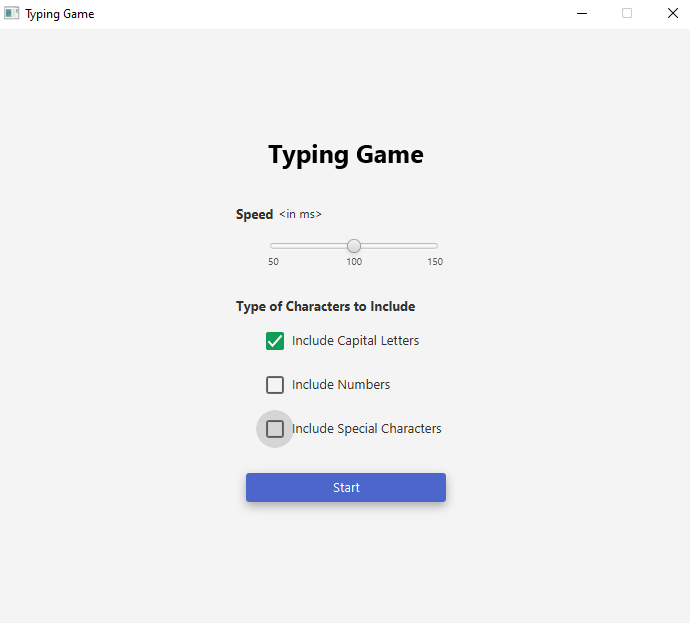 Typing Game
Typing Game
Speed <in ms>
50 100 150
Type of Characters to Include
Include Capital Letters
Include Numbers
Include Special Characters
Start